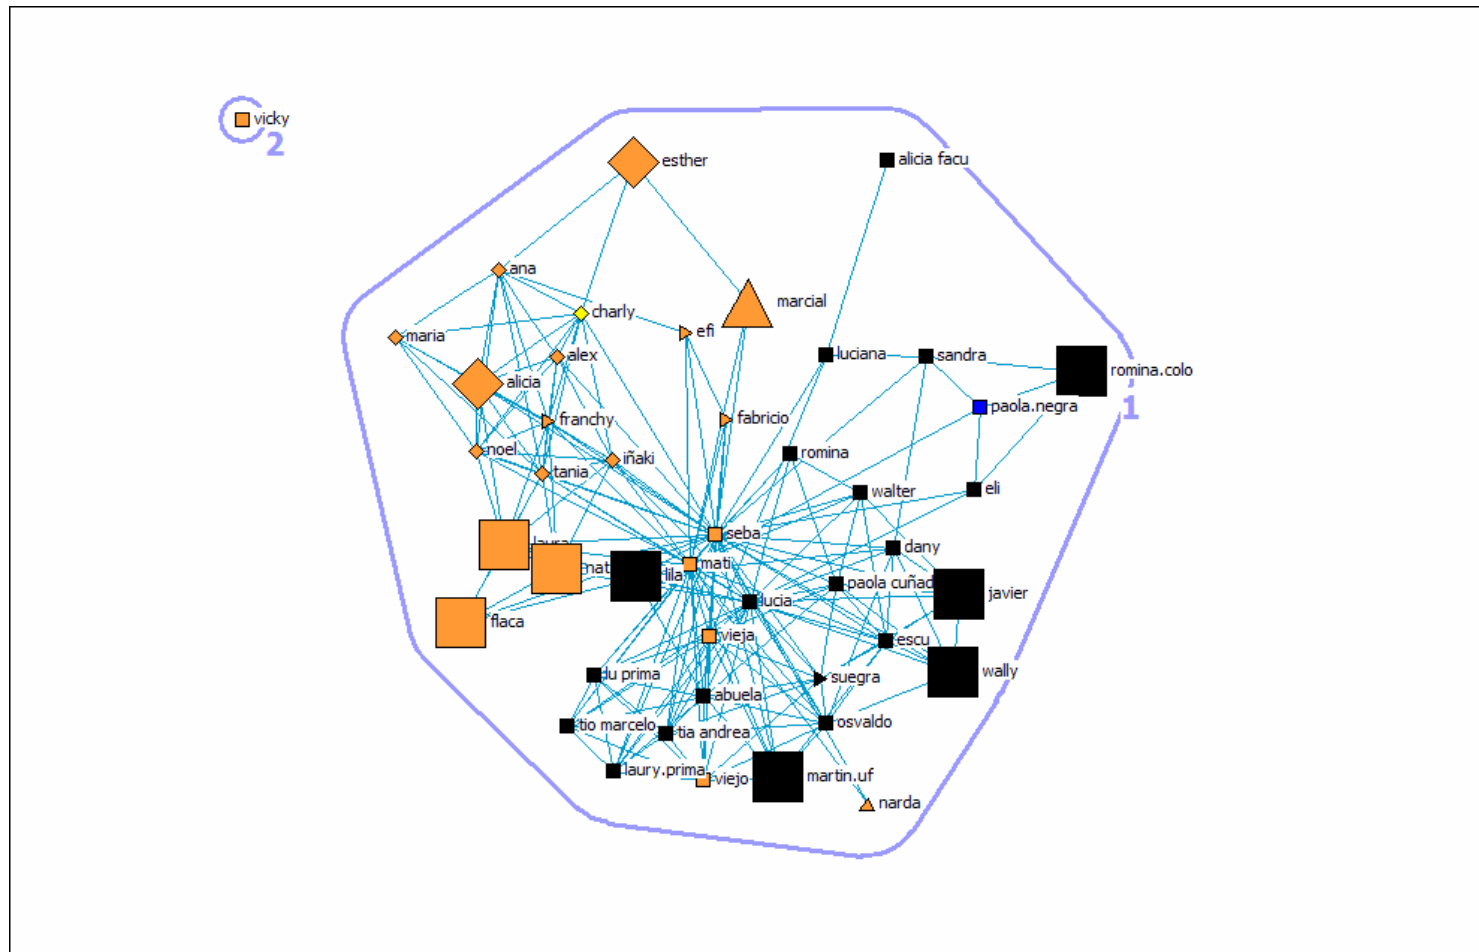 vicky
2
esther
alicia facu
ana
charly
marcial
efi
maria
alex
luciana
sandra
romina.colo
alicia
paola.negra
1
franchy
fabricio
noel
iñaki
romina
tania
walter
eli
seba
laura
dany
mati
nat
lila
paola cuñad
javier
lucia
flaca
vieja
escu
wally
lu prima
suegra
abuela
tio marcelo
tia andrea
osvaldo
laury.prima
viejo
martin.uf
narda